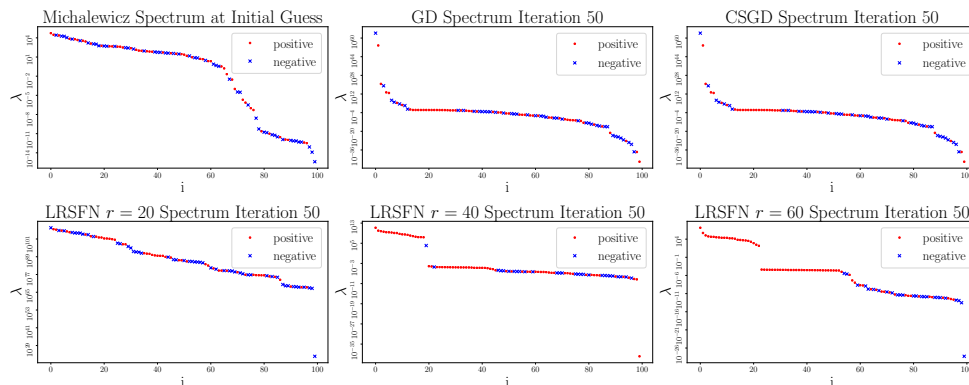 Michalewicz Spectrum at Initial Guess
GD Spectrum Iteration 50
CSGD Spectrum Iteration 50
positive
negative
positive
negative
positive
negative
λ
λ
λ
0 20 40 60 80 100
0 20 40 60 80 100
0 20 40 60 80 100
i
i
i
LRSFN r = 20 Spectrum Iteration 50
LRSFN r = 40 Spectrum Iteration 50
LRSFN r = 60 Spectrum Iteration 50
positive
negative
positive
negative
positive
negative
λ
λ
λ
0 20 40 60 80 100
0 20 40 60 80 100
0 20 40 60 80 100
i
i
i